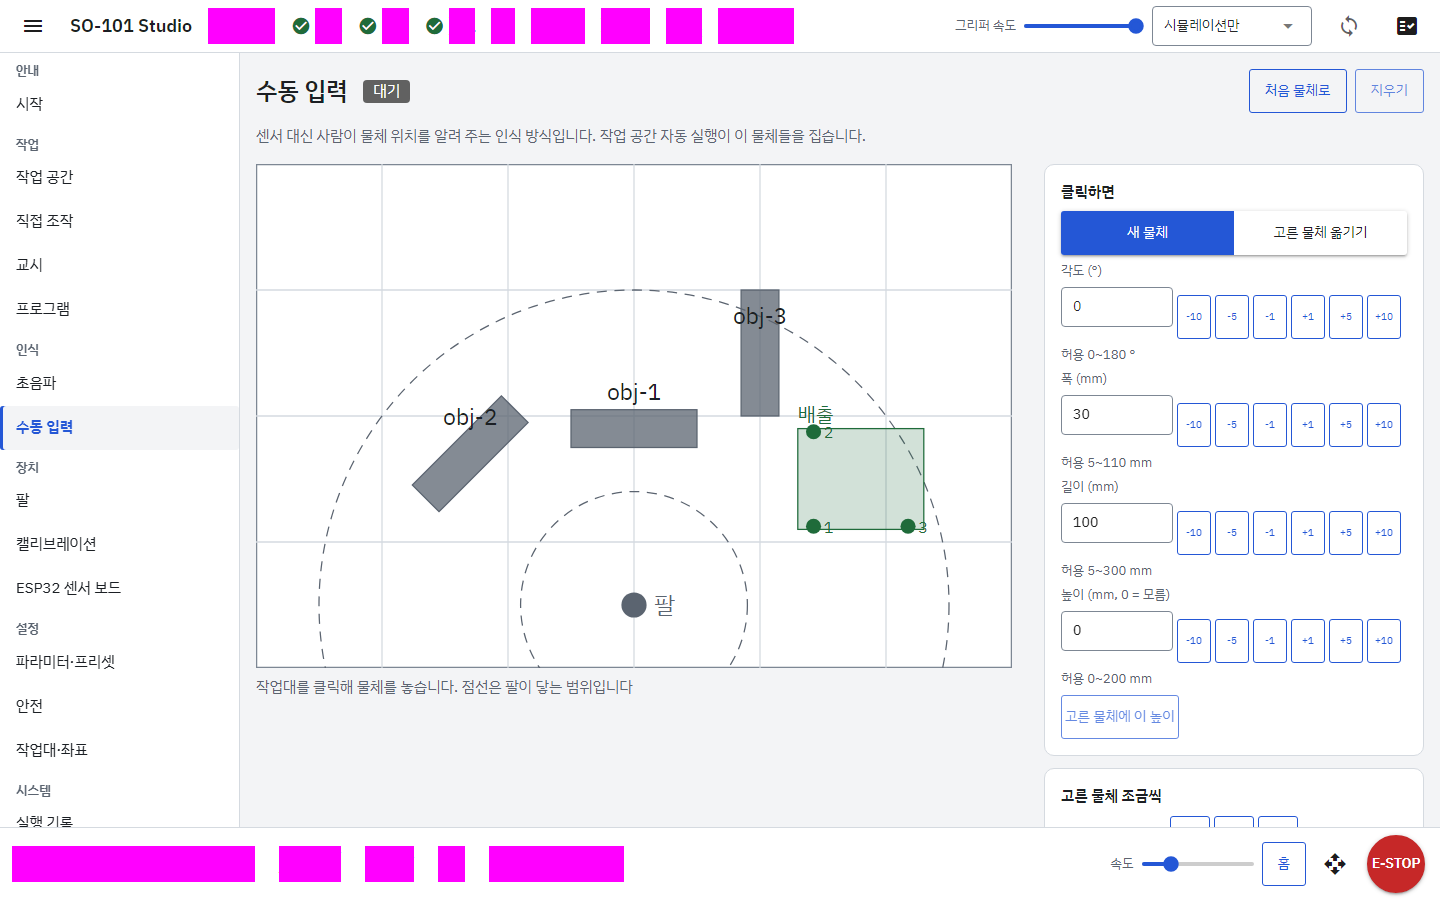 SO-101 Studio
그리퍼 속도
시뮬레이션만
안내
시작
작업
작업 공간
직접 조작
교시
프로그램
인식
초음파
수동 입력
장치
팔
캘리브레이션
ESP32 센서 보드
설정
파라미터·프리셋
안전
작업대·좌표
시스템
실행 기록
수동 입력
대기
처음 물체로
지우기
센서 대신 사람이 물체 위치를 알려 주는 인식 방식입니다. 작업 공간 자동 실행이 이 물체들을 집습니다.
obj-3
obj-1
obj-2
배출
2
1
3
팔
작업대를 클릭해 물체를 놓습니다. 점선은 팔이 닿는 범위입니다
클릭하면
새 물체
고른 물체 옮기기
각도 (°)
0 -10 -5 -1 +1 +5 +10
허용 0~180 °
폭 (mm)
30 -10 -5 -1 +1 +5 +10
허용 5~110 mm
길이 (mm)
100 -10 -5 -1 +1 +5 +10
허용 5~300 mm
높이 (mm, 0 = 모름)
0 -10 -5 -1 +1 +5 +10
허용 0~200 mm
고른 물체에 이 높이
고른 물체 조금씩
속도
홈
E-STOP